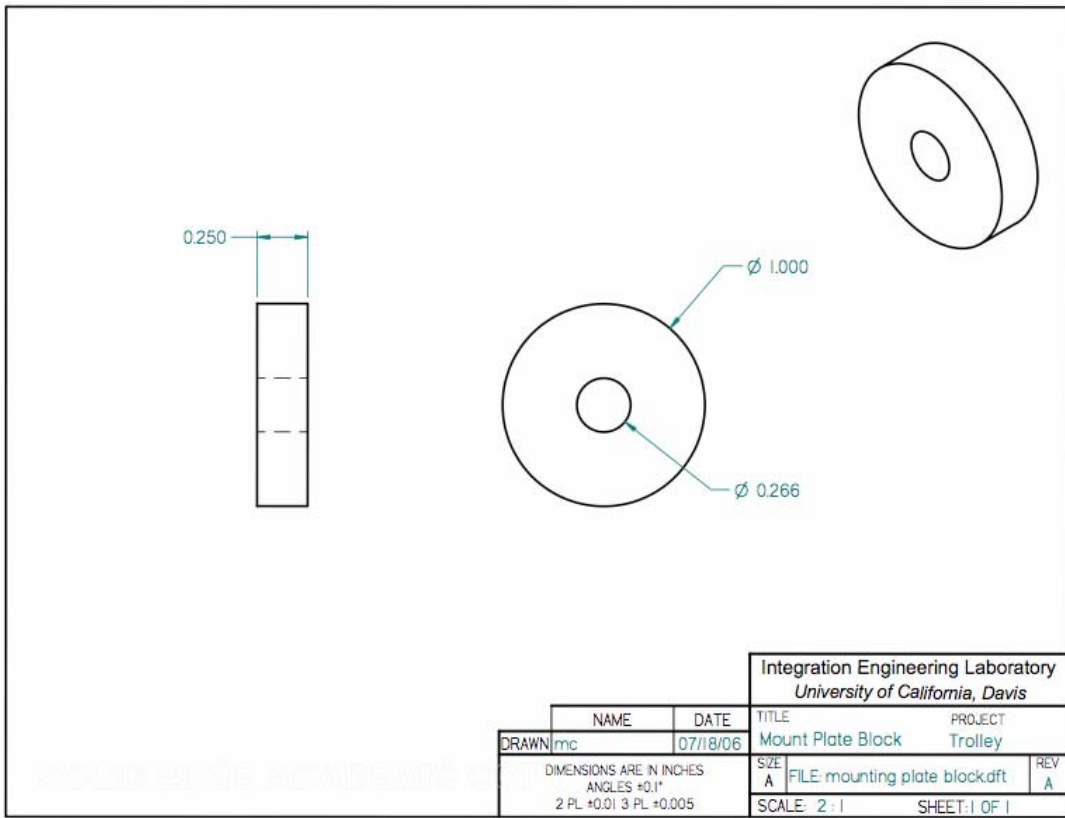 0.250
Ø 1.000
Ø 0.266
Integration Engineering Laboratory
University of California, Davis
NAME DATE
DRAWN mc 07/18/06
TITLE PROJECT
Mount Plate Block Trolley
DIMENSIONS ARE IN INCHES
ANGLES ±0.1°
2 PL ±0.01 3 PL ±0.005
SIZE
A
FILE: mounting plate block.dft
REV
A
SCALE: 2 : 1 SHEET: 1 OF 1